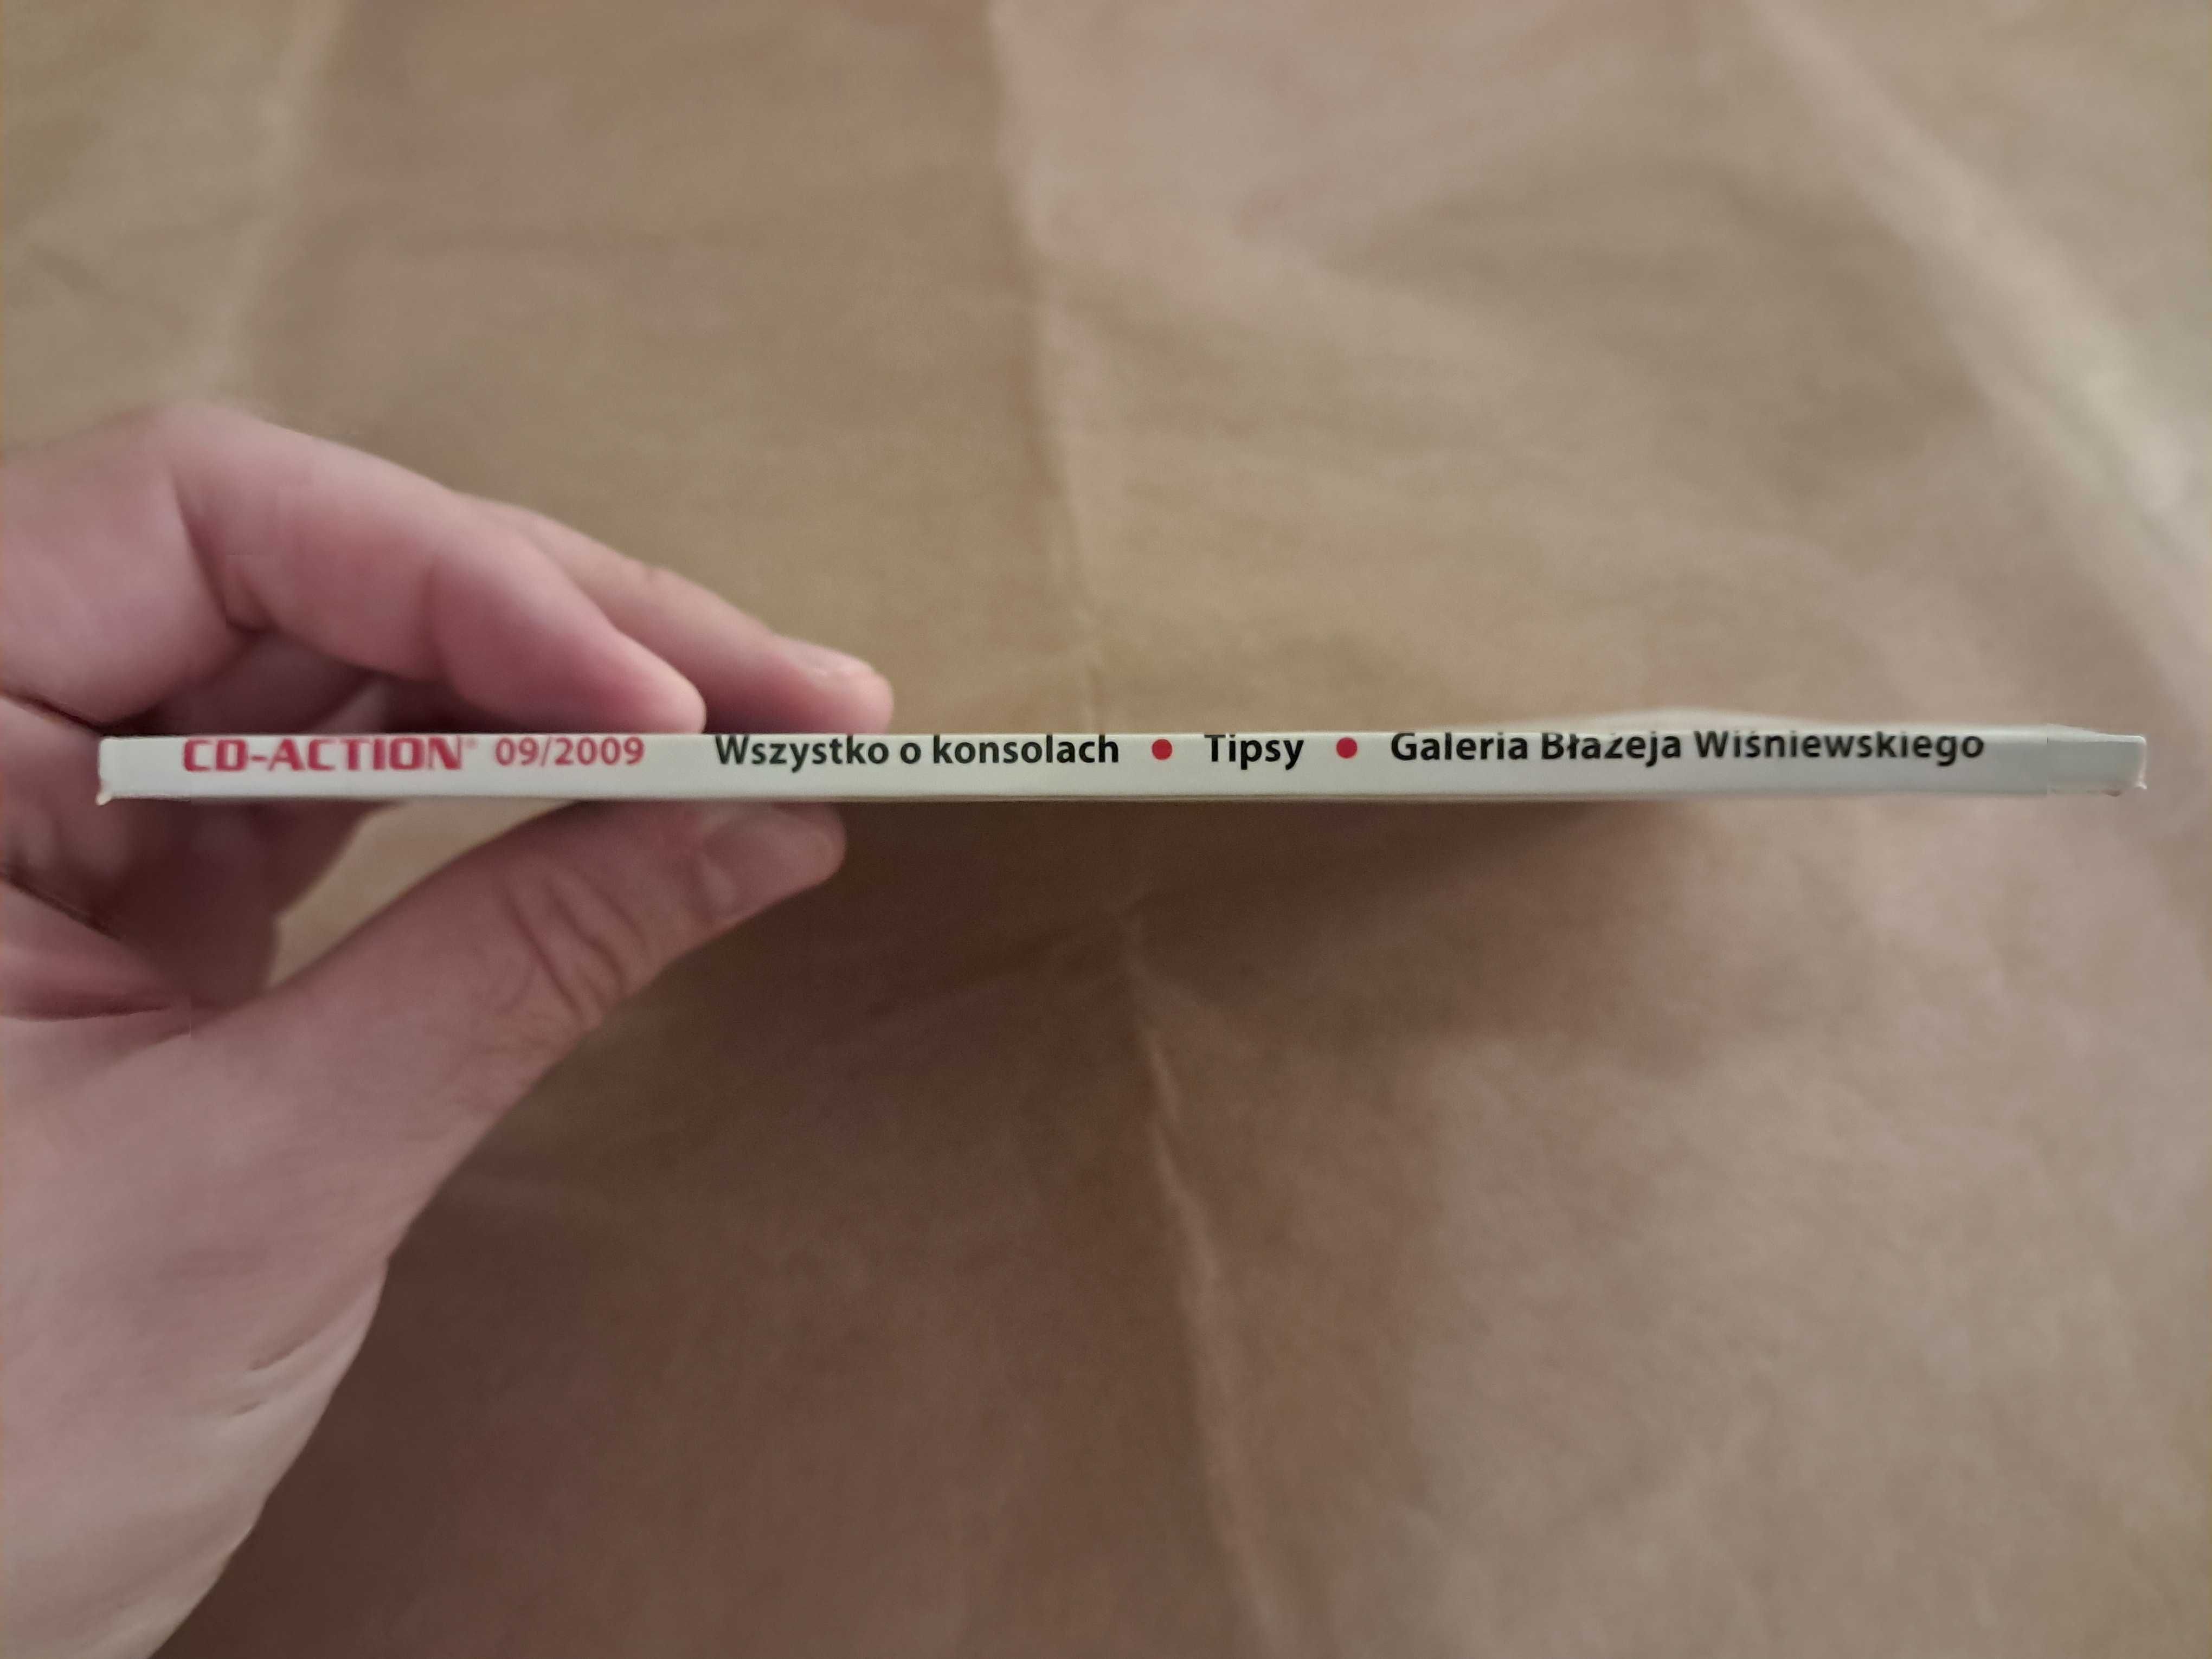 CD-ACTION® 09/2009 Wszystko o konsolach • Tipsy • Galeria Błażeja Wiśniewskiego